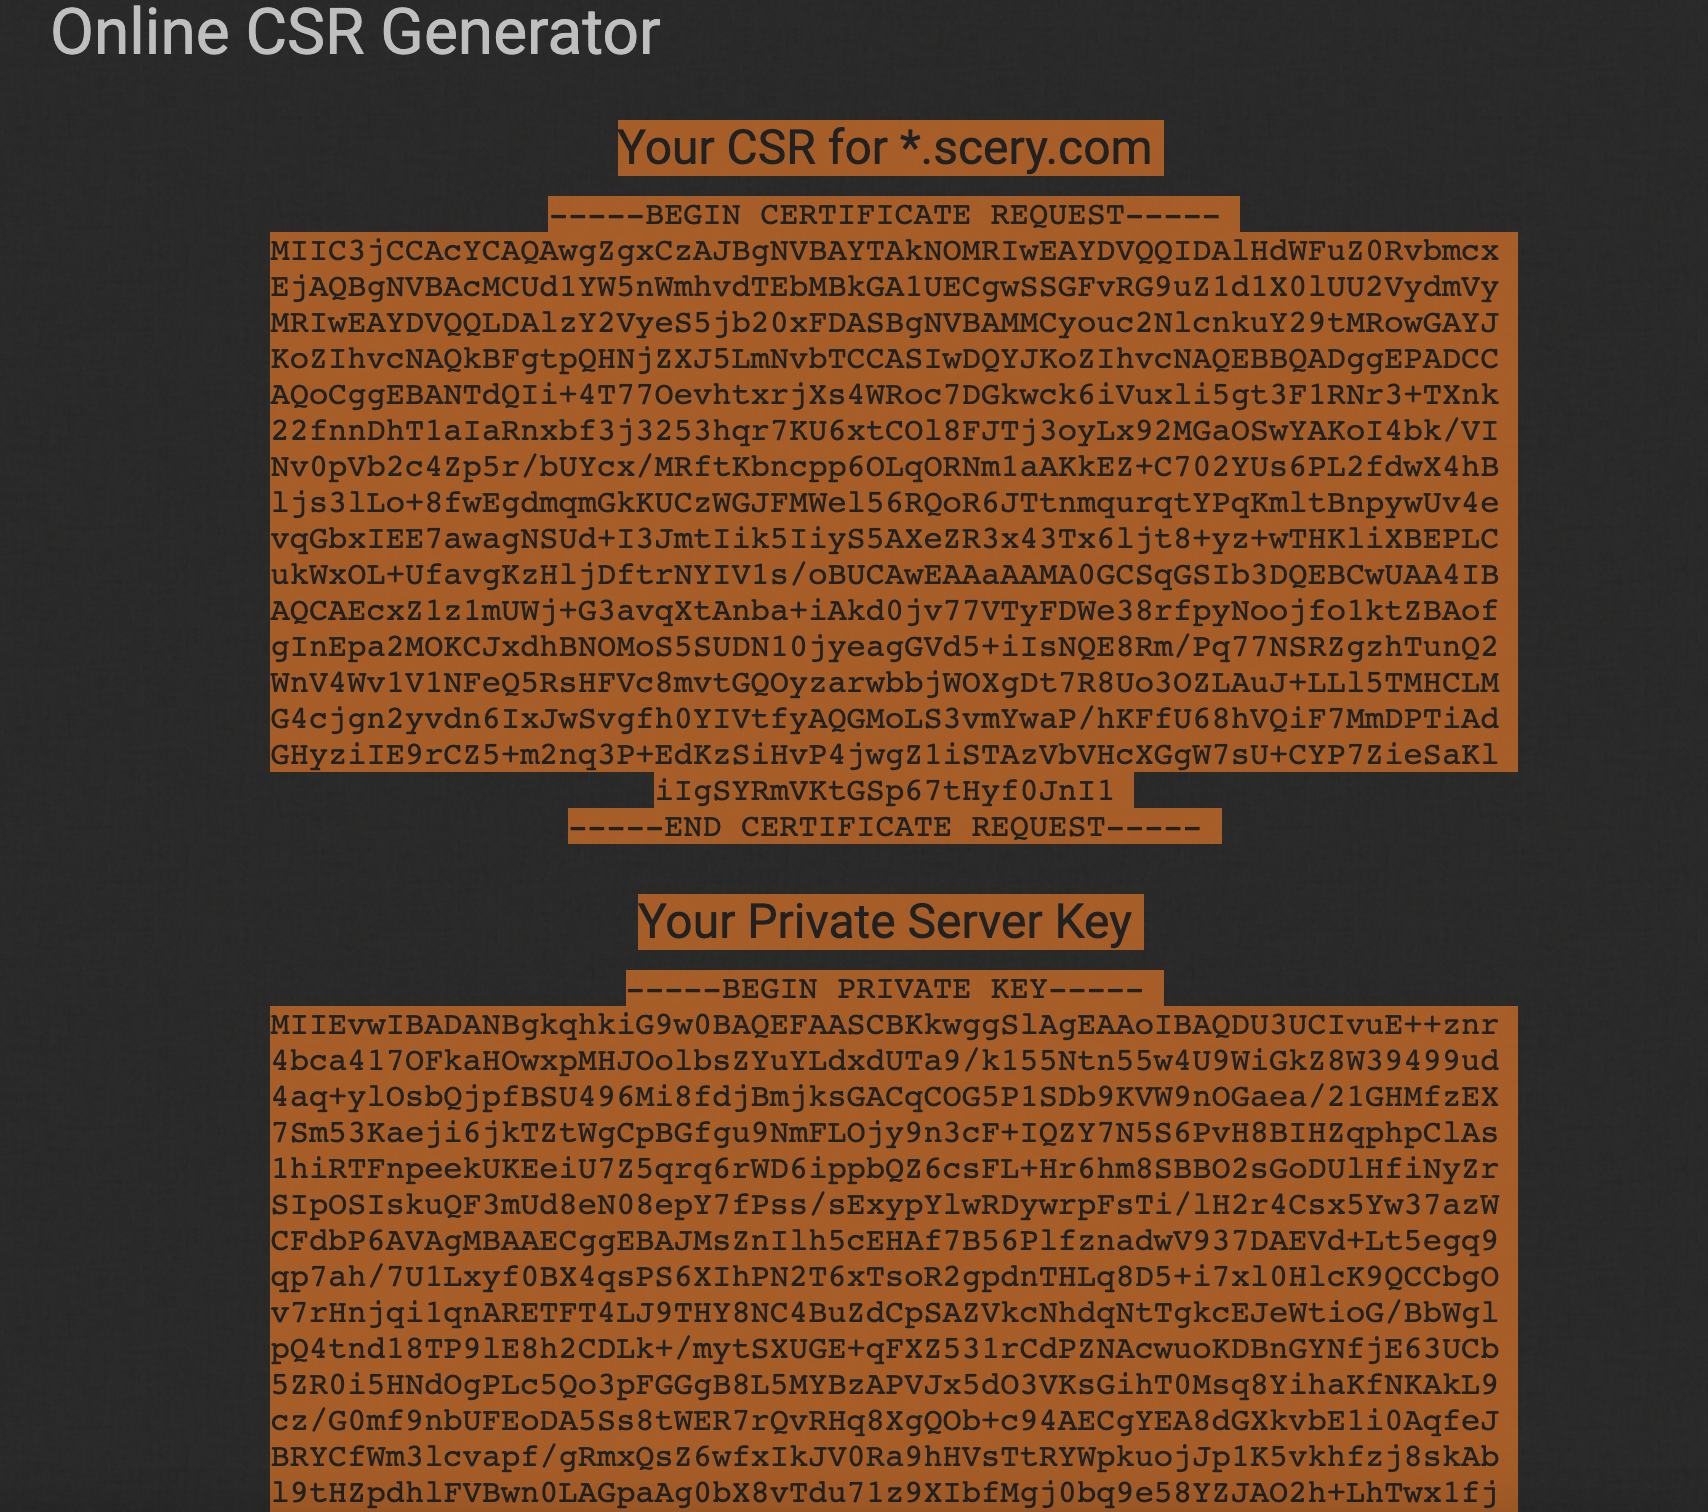 Online CSR Generator
Your CSR for *.scery.com
-----BEGIN CERTIFICATE REQUEST-----
MIIC3jCCAcYCAQAwgZgxCzAJBgNVBAYTAkNOMRIwEAYDVQQIDAlHdWFuZ0Rvbmcx
EjAQBgNVBAcMCUd1YW5nWmhvdTEbMBkGA1UECgwSSGFvRG9uZ1d1X0lUU2VydmVy
MRIwEAYDVQQLDAlzY2VyeS5jb20xFDASBgNVBAMMCyouc2NlcnkuY29tMRowGAYJ
KoZIhvcNAQkBFgtpQHNjZXJ5LmNvbTCCASIwDQYJKoZIhvcNAQEBBQADggEPADCC
AQoCggEBANTdQIi+4T77Oevhtxrj​Xs4WRoc7DGkwck6iVuxli5gt3F1RNr3+TXnk
22fnnDhT1aIaRnxbf3j3253hqr7KU6xtCOl8FJTj3oyLx92MGaOSwYAKoI4bk/VI
Nv0pVb2c4Zp5r/bUYcx/MRftKbncpp6OLqORNm1aAKkEZ+C702YUs6PL2fdwX4hB
ljs3lLo+8fwEgdmqmGkKUCzWGJFMWel56RQoR6JTtnmqurqtYPqKmltBnpywUv4e
vqGbxIEE7awagNSUd+I3JmtIik5IiyS5AXeZR3x43Tx6ljt8+yz+wTHKliXBEPLC
ukWxOL+UfavgKzHljDftrNYIV1s/oBUCAwEAAaAAMA0GCSqGSIb3DQEBCwUAA4IB
AQCAEcxZ1z1mUWj+G3avqXtAnba+iAkd0jv77VTyFDWe38rfpyNoojfo1ktZBAof
gInEpa2MOKCJxdhBNOMoS5SUDN10jyeagGVd5+iIsNQE8Rm/Pq77NSRZgzhTunQ2
WnV4Wv1V1NFeQ5RsHFVc8mvtGQOyzarwbbjWOXgDt7R8Uo3OZLAuJ+LLl5TMHCLM
G4cjgn2yvdn6IxJwSvgfh0YIVtfyAQGMoLS3vmYwaP/hKFfU68hVQiF7MmDPTiAd
GHyziIE9rCZ5+m2nq3P+EdKzSiHvP4jwgZ1iSTAzVbVHcXGgW7sU+CYP7ZieSaKl
iIgSYRmVKtGSp67tHyf0JnI1
-----END CERTIFICATE REQUEST-----
Your Private Server Key
-----BEGIN PRIVATE KEY-----
MIIEvwIBADANBgkqhkiG9w0BAQEFAASCBKkwggSlAgEAAoIBAQDU3UCIvuE++znr
4bca417OFkaHOwxpMHJOolbsZYuYLdxdUTa9/k155Ntn55w4U9WiGkZ8W39499ud
4aq+ylOsbQjpfBSU496Mi8fdjBmjksGACqCOG5P1SDb9KVW9nOGaea/21GHMfzEX
7Sm53Kaeji6jkTZtWgCpBGfgu9NmFLOjy9n3cF+IQZY7N5S6PvH8BIHZqphpClAs
1hiRTFnpeekUKEeiU7Z5qrq6rWD6ippbQZ6csFL+Hr6hm8SBBO2sGoDUlHfiNyZr
SIpOSIskuQF3mUd8eN08epY7fPss/sExypYlwRDywrpFsTi/lH2r4Csx5Yw37azW
CFdbP6AVAgMBAAECggEBAJMsZnIlh5cEHAf7B56PlfznadwV937DAEVd+Lt5egq9
qp7ah/7U1Lxyf0BX4qsPS6XIhPN2T6xTsoR2gpdnTHLq8D5+i7xl0HlcK9QCCbgO
v7rHnjqi1qnARETFT4LJ9THY8NC4BuZdCpSAZVkcNhdqNtTgkcEJeWtioG/BbWgl
pQ4tnd18TP9lE8h2CDLk+/mytSXUGE+qFXZ531rCdPZNAcwuoKDBnGYNfjE63UCb
5ZR0i5HNdOgPLc5Qo3pFGGgB8L5MYBzAPVJx5dO3VKsGihT0Msq8YihaKfNKAkL9
cz/G0mf9nbUFEoDA5Ss8tWER7rQvRHq8XgQOb+c94AECgYEA8dGXkvbE1i0AqfeJ
BRYCfWm3lcvapf/gRmxQsZ6wfxIkJV0Ra9hHVsTtRYWpkuojJp1K5vkhfzj8skAb
l9tHZpdhlFVBwn0LAGpaAg0bX8vTdu71z9XIbfMgj0bq9e58YZJAO2h+LhTwx1fj